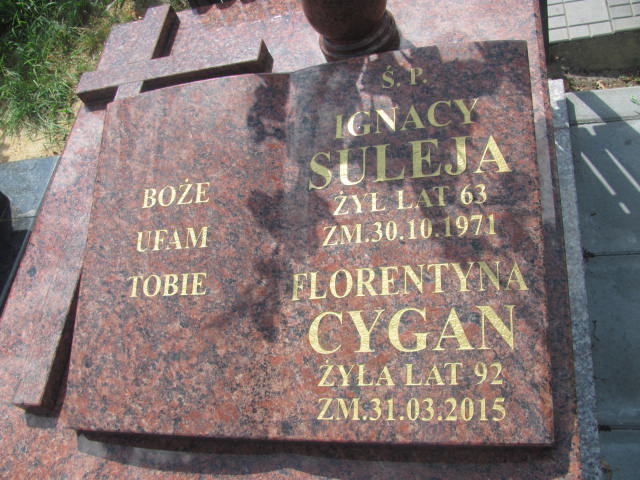 BOŻE
UFAM
TOBIE
Ś. P.
IGNACY
SULEJA
ŻYŁ LAT 63
ZM.30.10.1971
FLORENTYNA
CYGAN
ŻYŁA LAT 92
ZM.31.03.2015